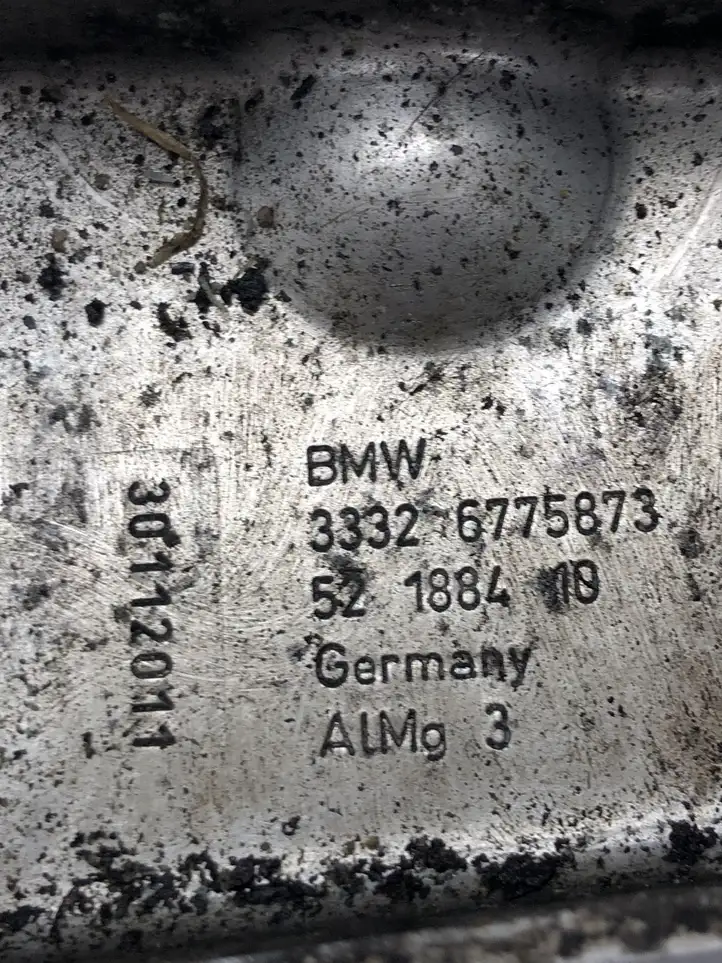 BMW
3332 6775873
52 1884 10
Germany
AlMg 3
30112011